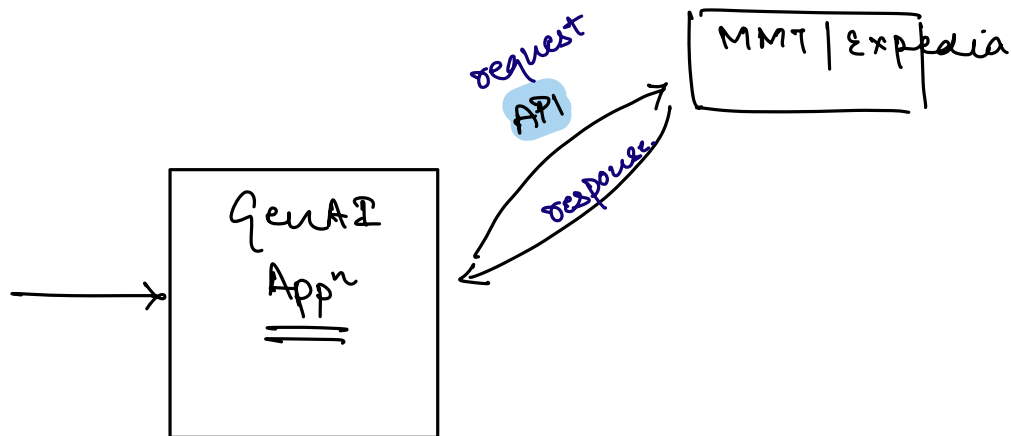 request
API
response
MMT | Expedia
GenAI
Appⁿ